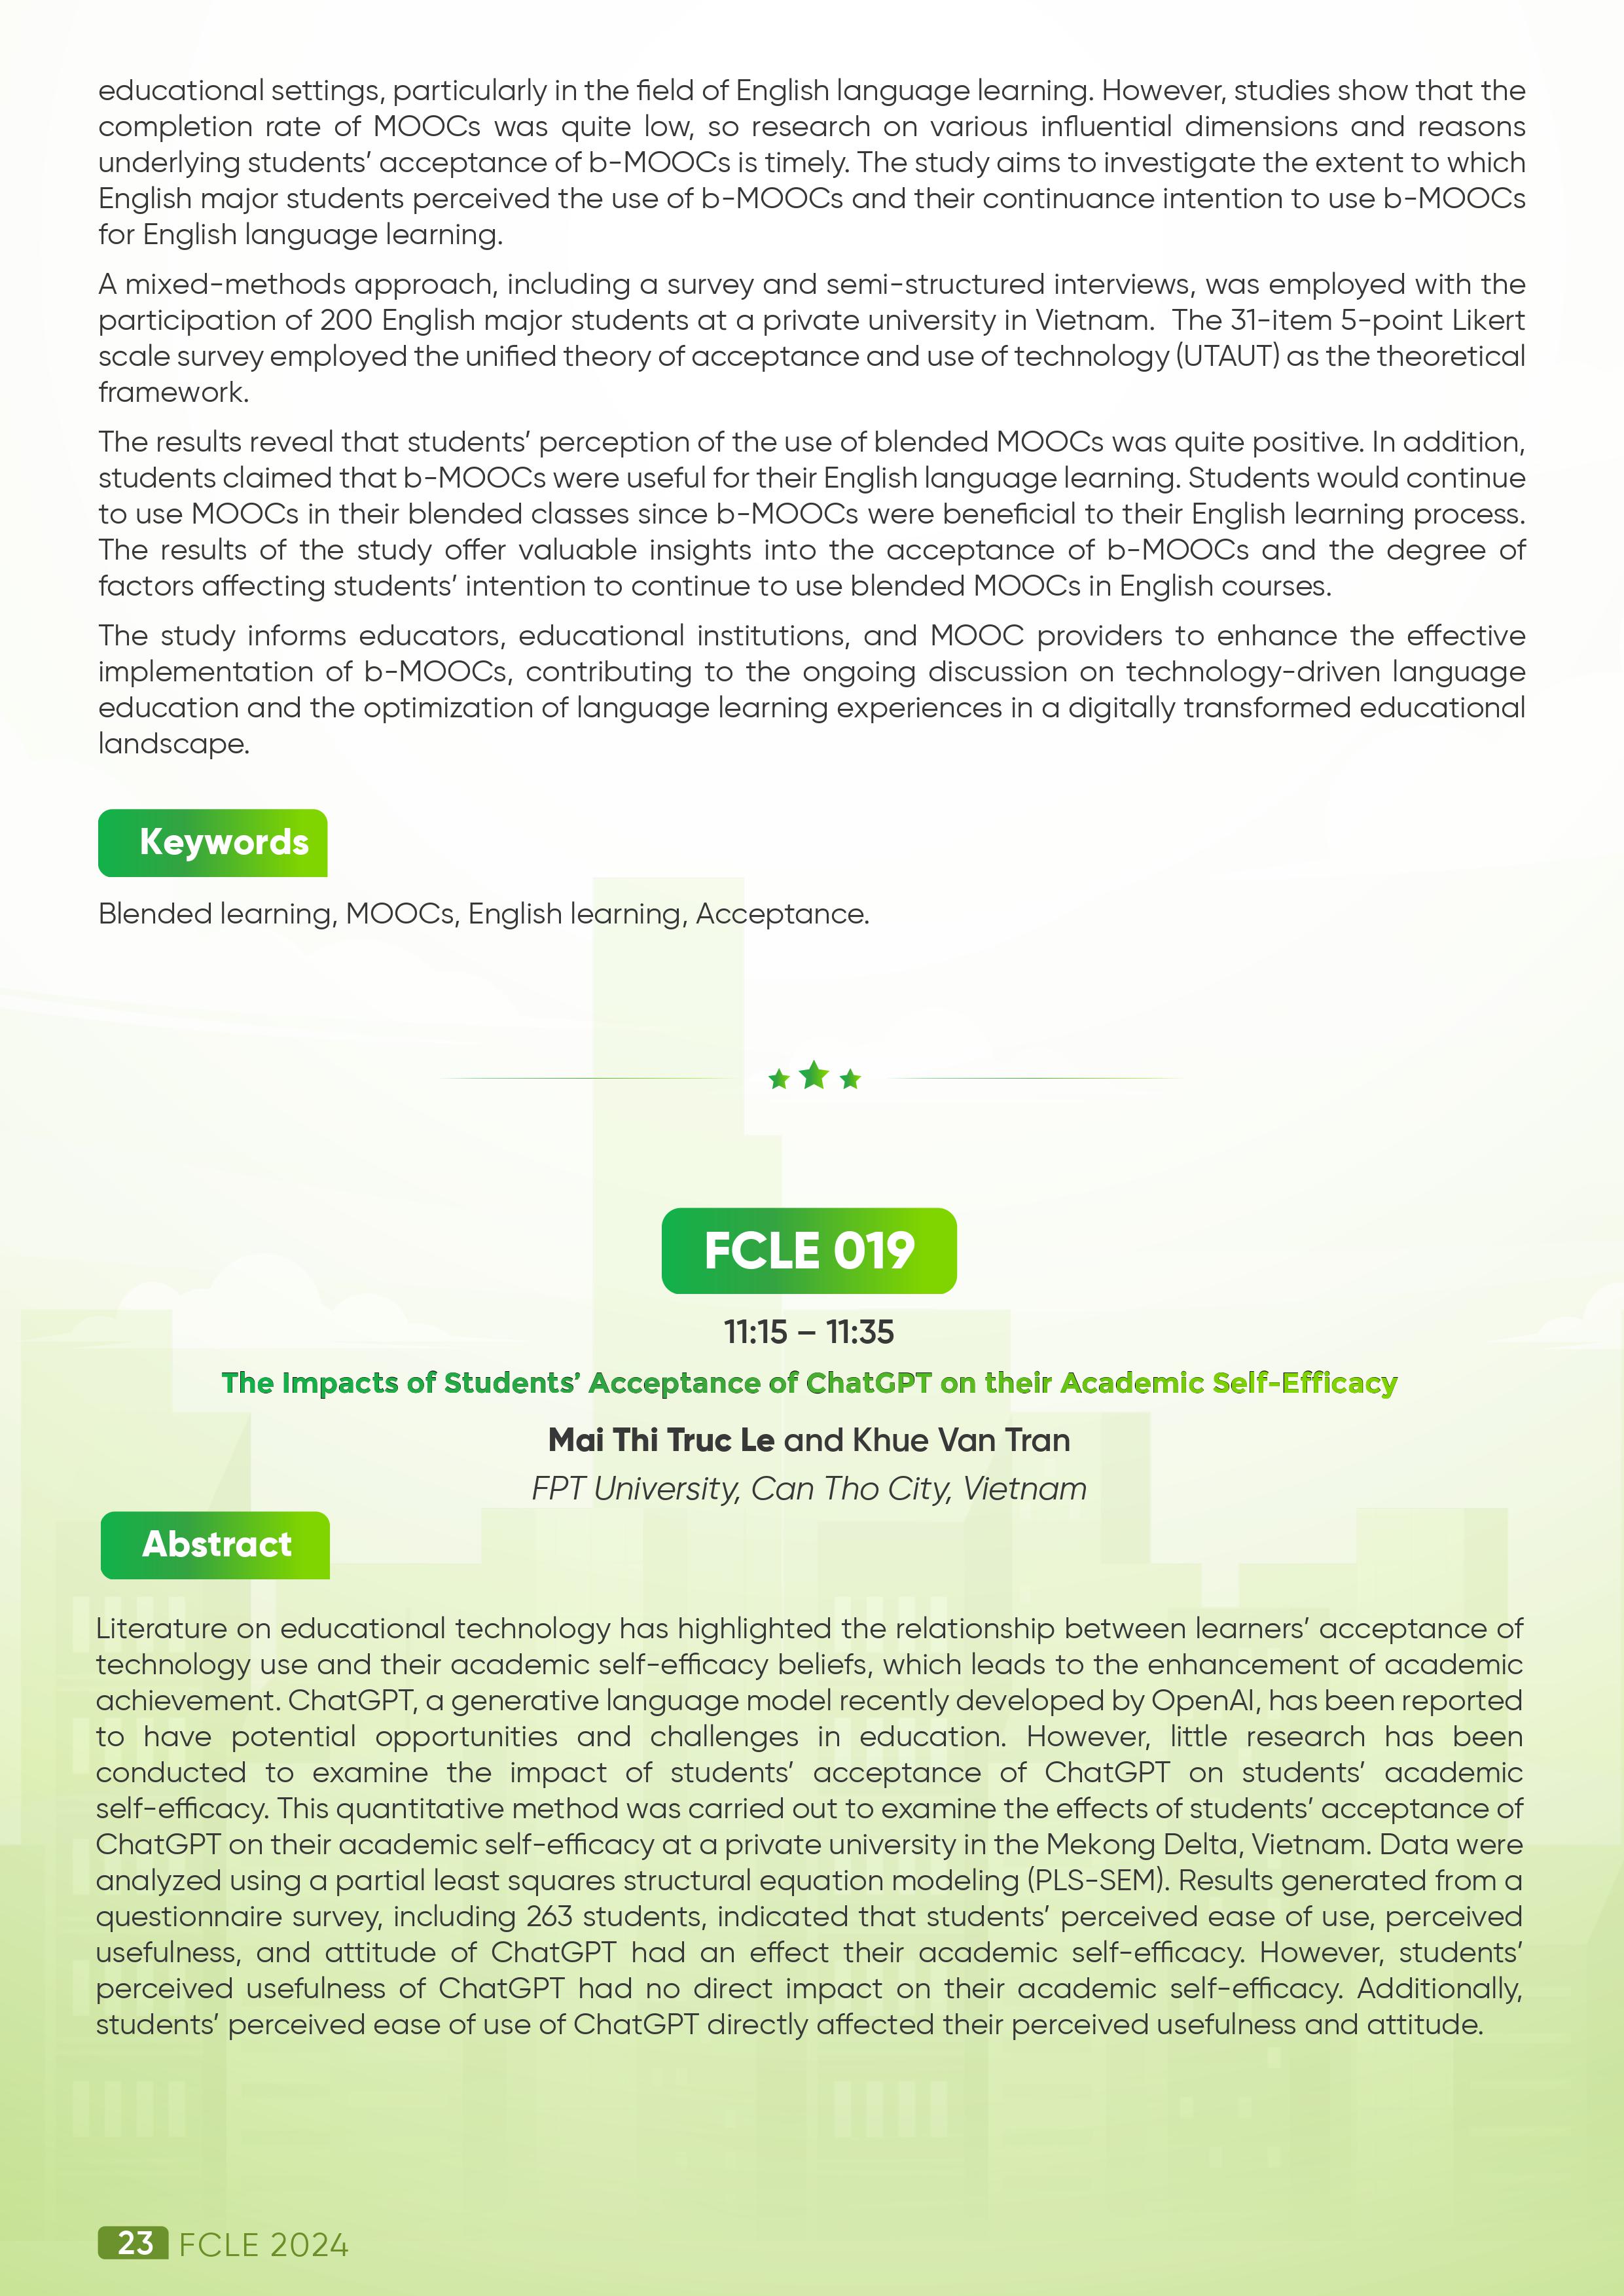 educational settings, particularly in the field of English language learning. However, studies show that the
completion rate of MOOCs was quite low, so research on various influential dimensions and reasons
underlying students’ acceptance of b-MOOCs is timely. The study aims to investigate the extent to which
English major students perceived the use of b-MOOCs and their continuance intention to use b-MOOCs
for English language learning.
A mixed-methods approach, including a survey and semi-structured interviews, was employed with the
participation of 200 English major students at a private university in Vietnam. The 31-item 5-point Likert
scale survey employed the unified theory of acceptance and use of technology (UTAUT) as the theoretical
framework.
The results reveal that students’ perception of the use of blended MOOCs was quite positive. In addition,
students claimed that b-MOOCs were useful for their English language learning. Students would continue
to use MOOCs in their blended classes since b-MOOCs were beneficial to their English learning process.
The results of the study offer valuable insights into the acceptance of b-MOOCs and the degree of
factors affecting students’ intention to continue to use blended MOOCs in English courses.
The study informs educators, educational institutions, and MOOC providers to enhance the effective
implementation of b-MOOCs, contributing to the ongoing discussion on technology-driven language
education and the optimization of language learning experiences in a digitally transformed educational
landscape.
Keywords
Blended learning, MOOCs, English learning, Acceptance.
FCLE 019
11:15 – 11:35
The Impacts of Students’ Acceptance of ChatGPT on their Academic Self-Efficacy
Mai Thi Truc Le and Khue Van Tran
FPT University, Can Tho City, Vietnam
Abstract
Literature on educational technology has highlighted the relationship between learners’ acceptance of
technology use and their academic self-efficacy beliefs, which leads to the enhancement of academic
achievement. ChatGPT, a generative language model recently developed by OpenAI, has been reported
to have potential opportunities and challenges in education. However, little research has been
conducted to examine the impact of students’ acceptance of ChatGPT on students’ academic
self-efficacy. This quantitative method was carried out to examine the effects of students’ acceptance of
ChatGPT on their academic self-efficacy at a private university in the Mekong Delta, Vietnam. Data were
analyzed using a partial least squares structural equation modeling (PLS-SEM). Results generated from a
questionnaire survey, including 263 students, indicated that students’ perceived ease of use, perceived
usefulness, and attitude of ChatGPT had an effect their academic self-efficacy. However, students’
perceived usefulness of ChatGPT had no direct impact on their academic self-efficacy. Additionally,
students’ perceived ease of use of ChatGPT directly affected their perceived usefulness and attitude.
23 FCLE 2024